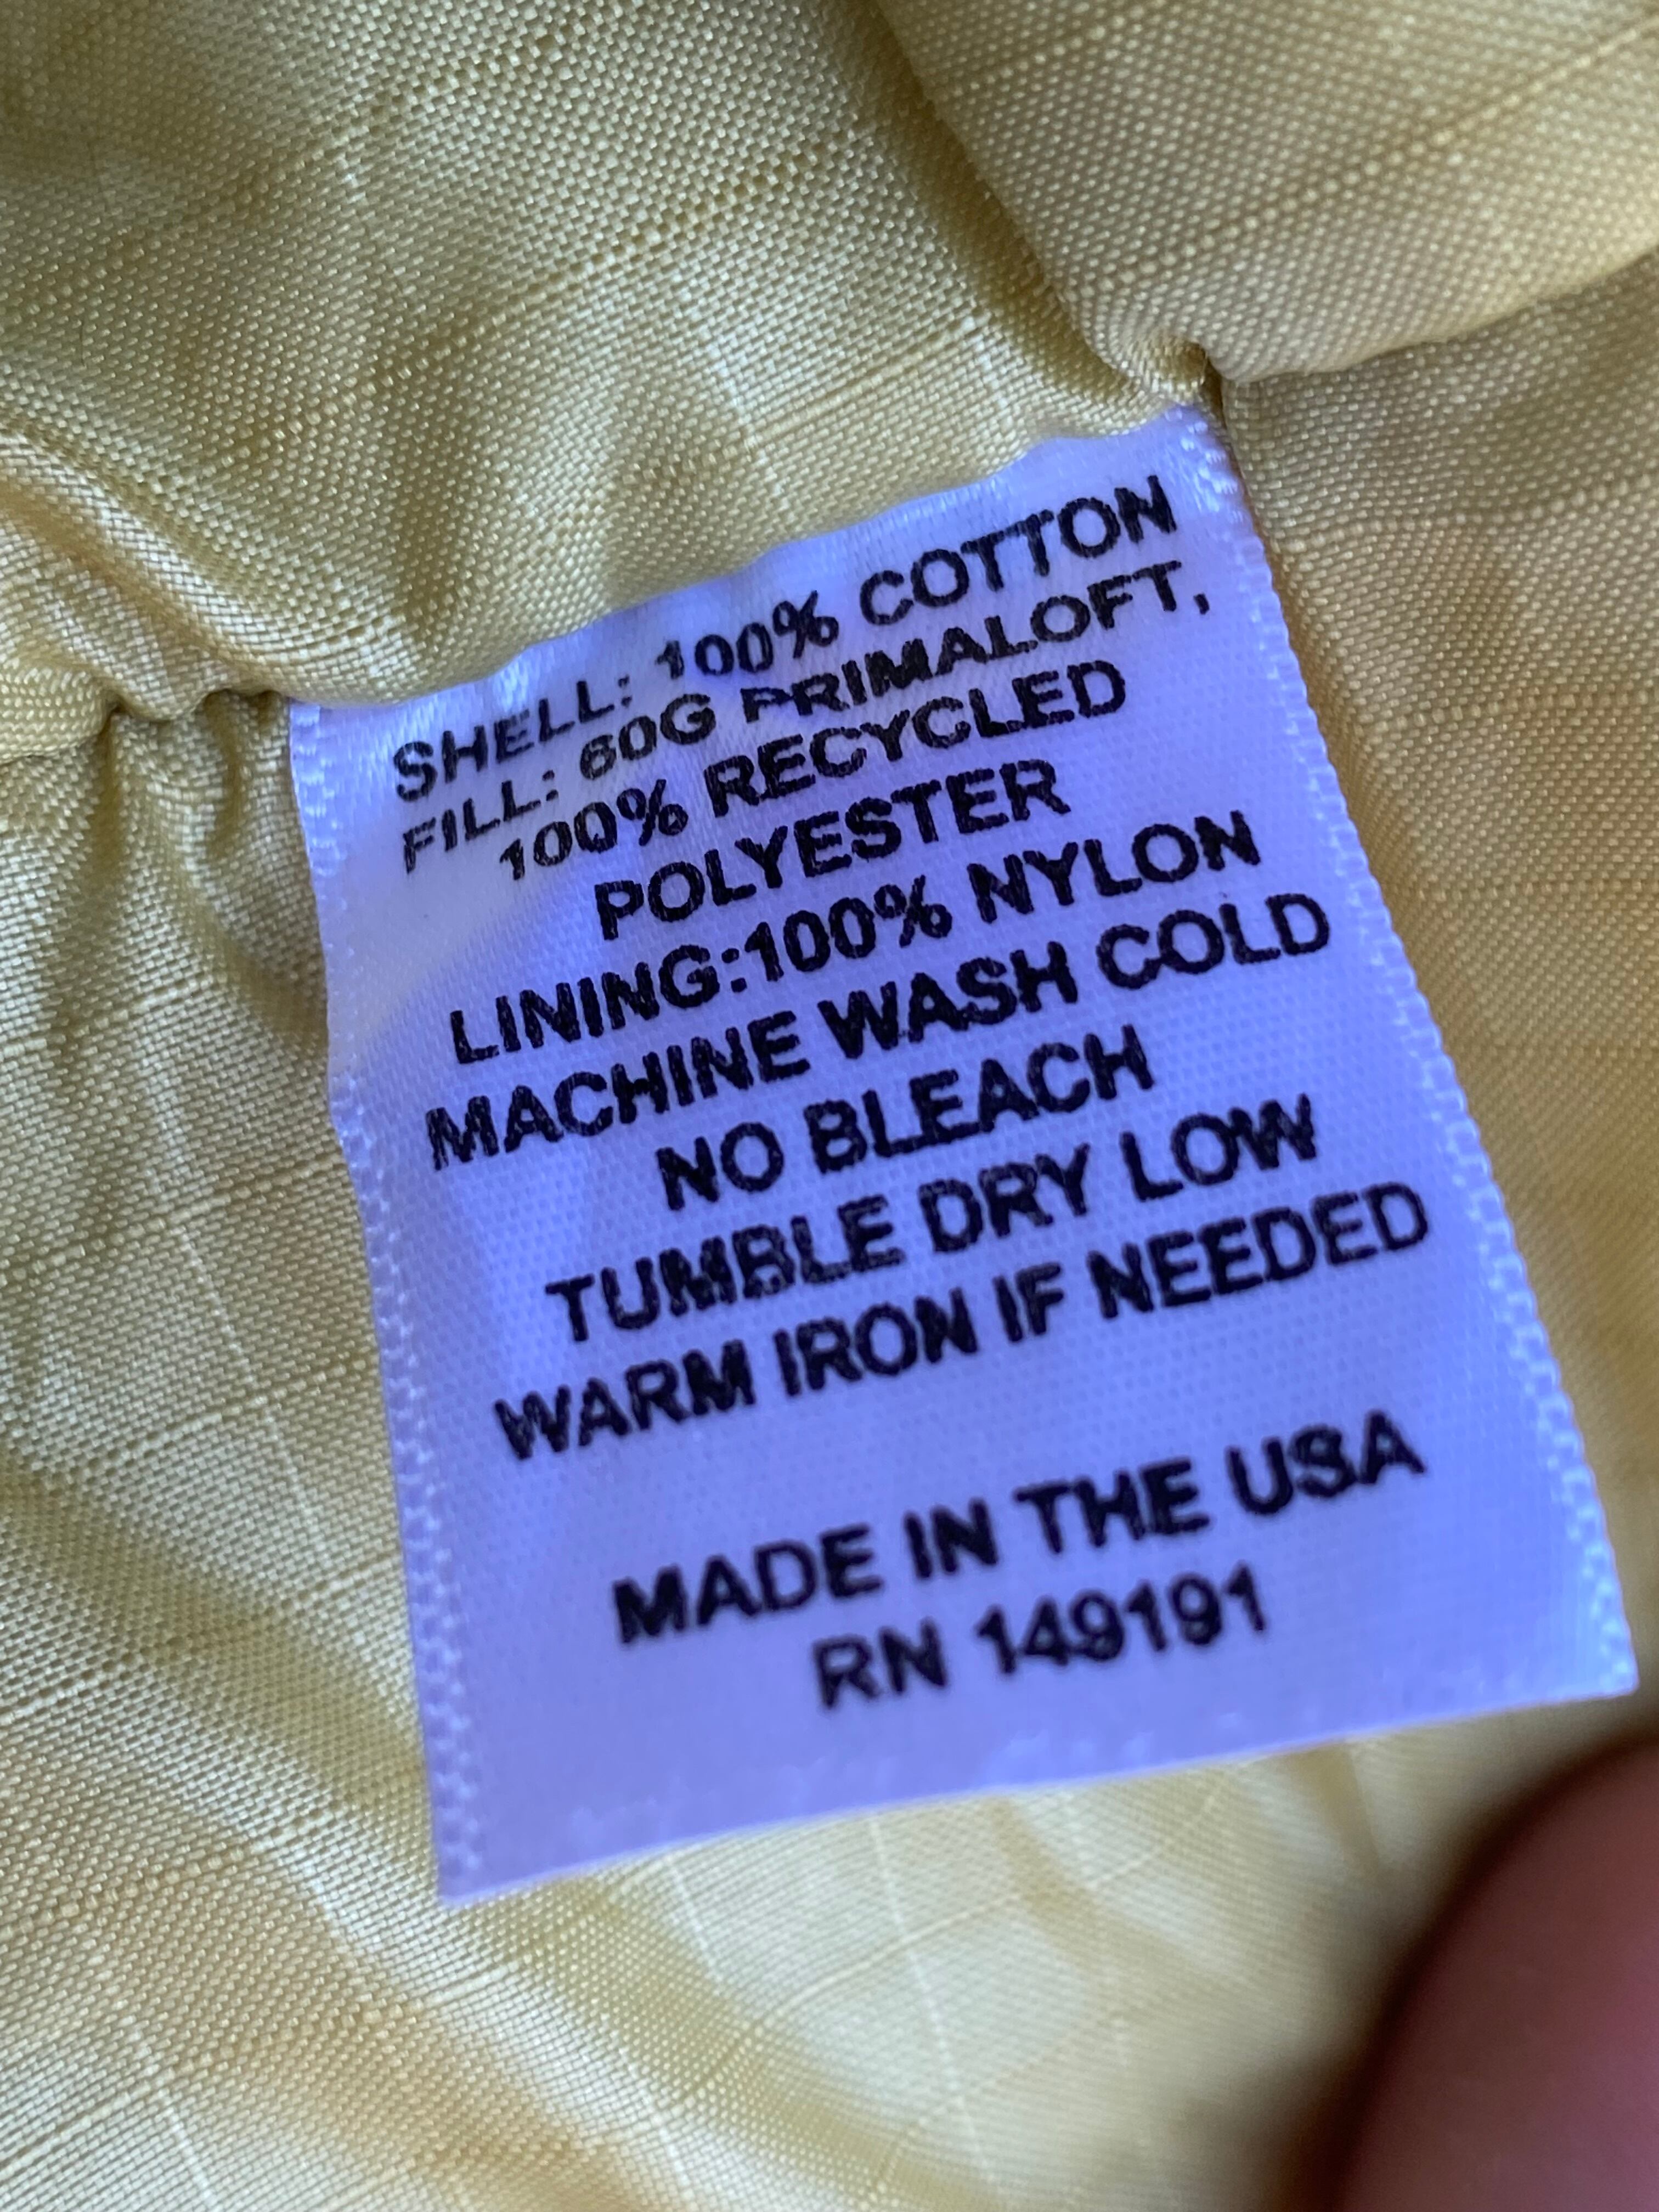 SHELL: 100% COTTON
FILL: 60G PRIMALOFT,
100% RECYCLED
POLYESTER
LINING:100% NYLON
MACHINE WASH COLD
NO BLEACH
TUMBLE DRY LOW
WARM IRON IF NEEDED
MADE IN THE USA
RN 149191